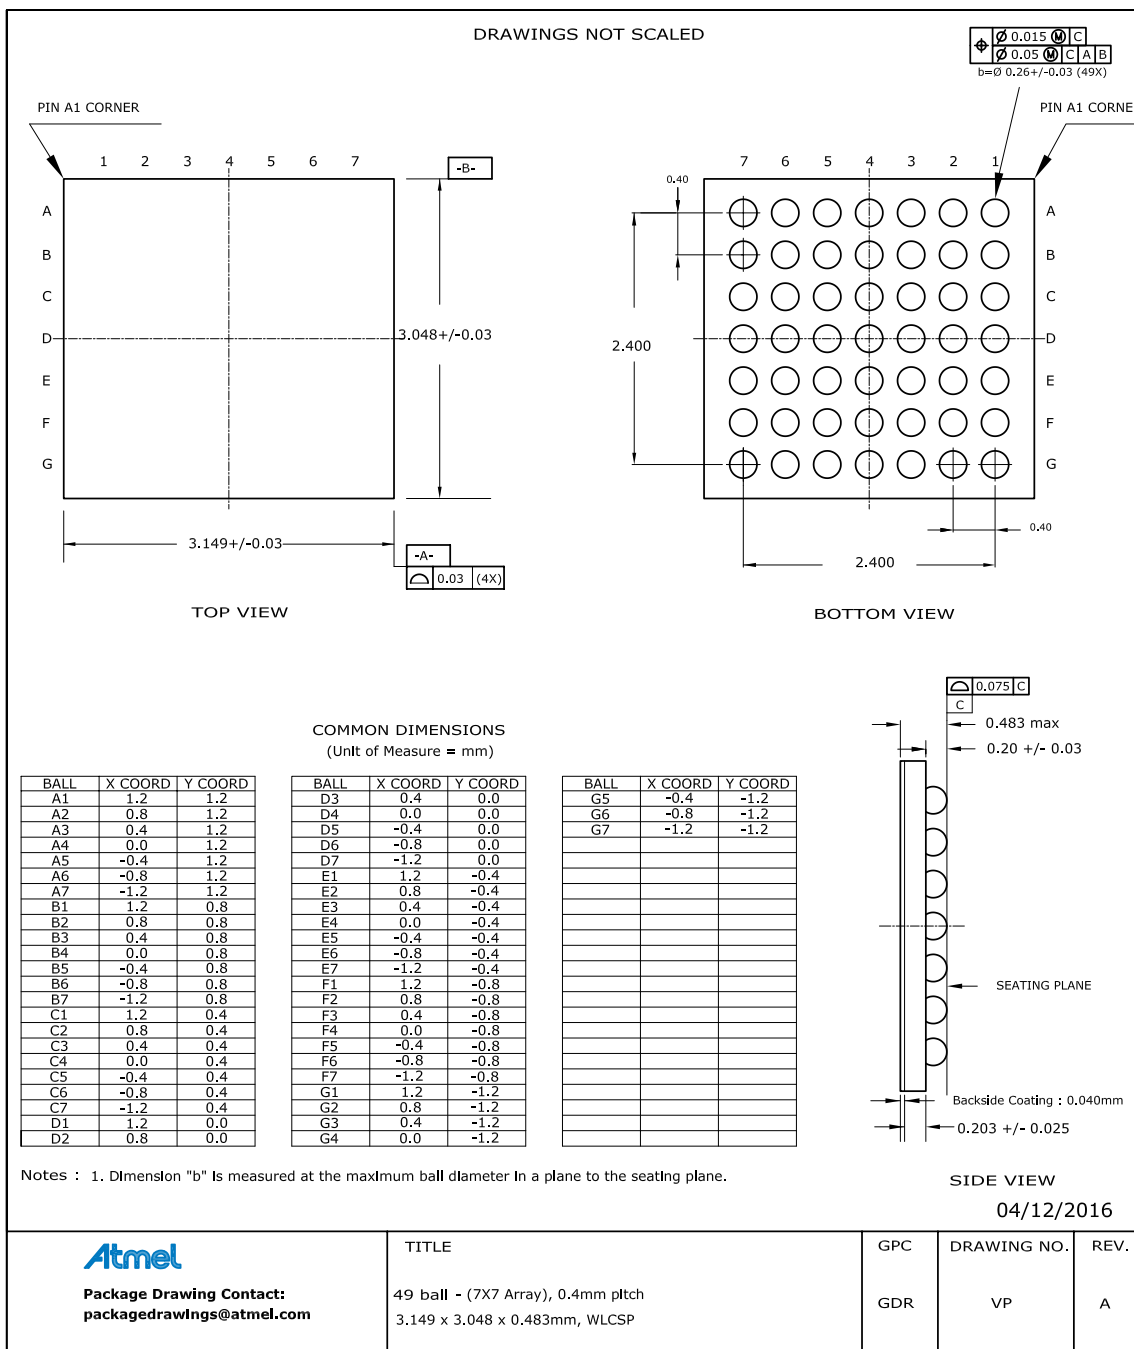 DRAWINGS NOT SCALED
Ø 0.015 Ⓜ C
Ø 0.05 Ⓜ C A B
b=Ø 0.26+/-0.03 (49X)
PIN A1 CORNER
PIN A1 CORNE
1 2 3 4 5 6 7
-B-
A
B
C
D
E
F
G
3.048+/-0.03
3.149+/-0.03
-A-
0.03 (4X)
TOP VIEW
7 6 5 4 3 2 1
0.40
A
B
C
D
E
F
G
2.400
0.40
2.400
BOTTOM VIEW
0.075 C
C
0.483 max
0.20 +/- 0.03
SEATING PLANE
Backside Coating : 0.040mm
0.203 +/- 0.025
SIDE VIEW
04/12/2016
COMMON DIMENSIONS
(Unit of Measure = mm)
BALL X COORD Y COORD
A1 1.2 1.2
A2 0.8 1.2
A3 0.4 1.2
A4 0.0 1.2
A5 -0.4 1.2
A6 -0.8 1.2
A7 -1.2 1.2
B1 1.2 0.8
B2 0.8 0.8
B3 0.4 0.8
B4 0.0 0.8
B5 -0.4 0.8
B6 -0.8 0.8
B7 -1.2 0.8
C1 1.2 0.4
C2 0.8 0.4
C3 0.4 0.4
C4 0.0 0.4
C5 -0.4 0.4
C6 -0.8 0.4
C7 -1.2 0.4
D1 1.2 0.0
D2 0.8 0.0
BALL X COORD Y COORD
D3 0.4 0.0
D4 0.0 0.0
D5 -0.4 0.0
D6 -0.8 0.0
D7 -1.2 0.0
E1 1.2 -0.4
E2 0.8 -0.4
E3 0.4 -0.4
E4 0.0 -0.4
E5 -0.4 -0.4
E6 -0.8 -0.4
E7 -1.2 -0.4
F1 1.2 -0.8
F2 0.8 -0.8
F3 0.4 -0.8
F4 0.0 -0.8
F5 -0.4 -0.8
F6 -0.8 -0.8
F7 -1.2 -0.8
G1 1.2 -1.2
G2 0.8 -1.2
G3 0.4 -1.2
G4 0.0 -1.2
BALL X COORD Y COORD
G5 -0.4 -1.2
G6 -0.8 -1.2
G7 -1.2 -1.2
Notes : 1. Dimension "b" is measured at the maximum ball diameter in a plane to the seating plane.
Atmel
Package Drawing Contact:
packagedrawings@atmel.com
TITLE
49 ball - (7X7 Array), 0.4mm pitch
3.149 x 3.048 x 0.483mm, WLCSP
GPC
GDR
DRAWING NO.
VP
REV.
A